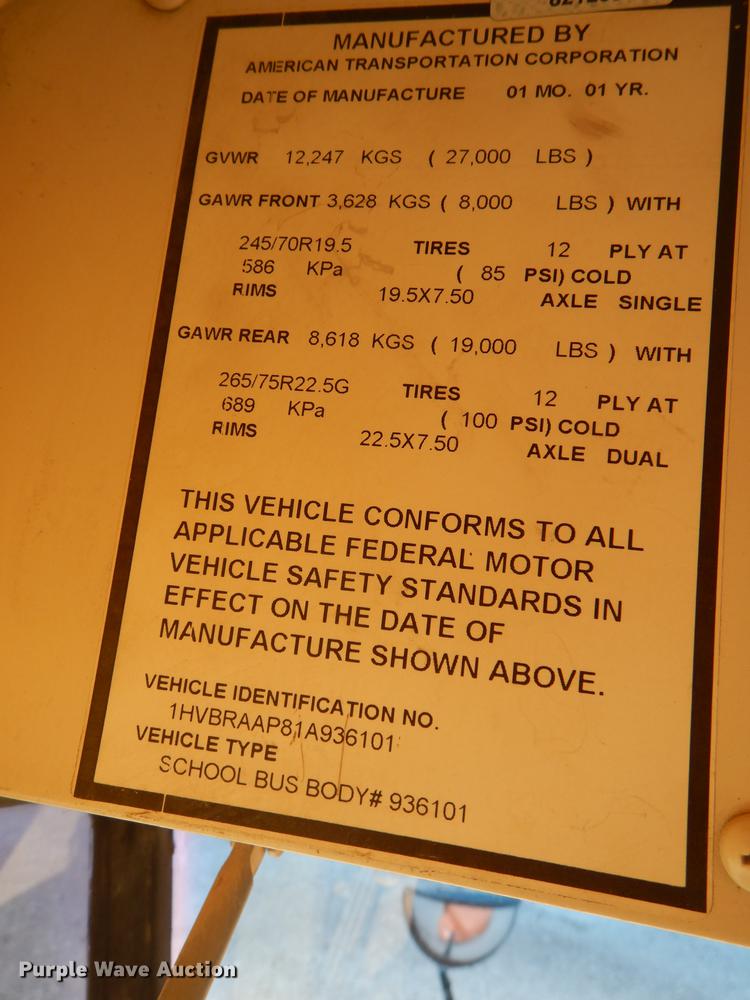 MANUFACTURED BY
AMERICAN TRANSPORTATION CORPORATION
DATE OF MANUFACTURE 01 MO. 01 YR.
GVWR 12,247 KGS ( 27,000 LBS )
GAWR FRONT 3,628 KGS ( 8,000 LBS ) WITH
245/70R19.5 TIRES 12 PLY AT
586 KPa ( 85 PSI) COLD
RIMS 19.5X7.50 AXLE SINGLE
GAWR REAR 8,618 KGS ( 19,000 LBS ) WITH
265/75R22.5G TIRES 12 PLY AT
689 KPa ( 100 PSI) COLD
RIMS 22.5X7.50 AXLE DUAL
THIS VEHICLE CONFORMS TO ALL
APPLICABLE FEDERAL MOTOR
VEHICLE SAFETY STANDARDS IN
EFFECT ON THE DATE OF
MANUFACTURE SHOWN ABOVE.
VEHICLE IDENTIFICATION NO.
1HVBRAAP81A936101
VEHICLE TYPE
SCHOOL BUS BODY# 936101
Purple Wave Auction